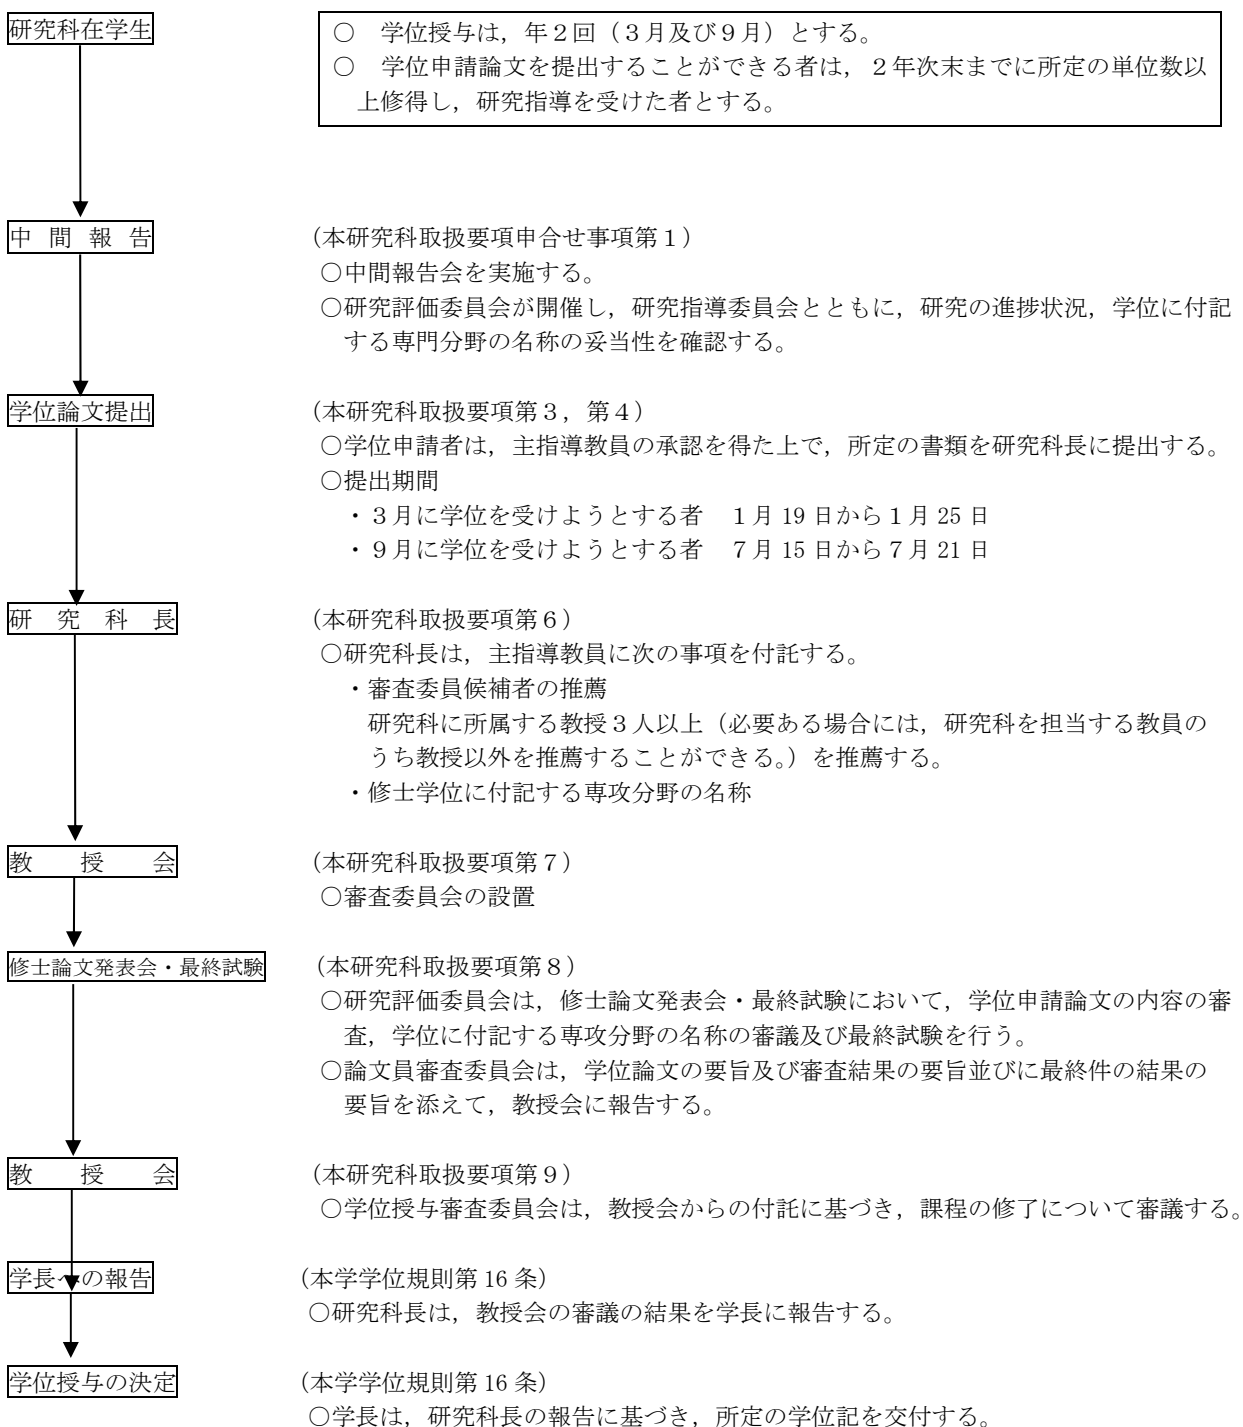 研究科在学生
○　学位授与は，年２回（３月及び９月）とする。
○　学位申請論文を提出することができる者は，２年次末までに所定の単位数以
上修得し，研究指導を受けた者とする。
中　間　報　告
（本研究科取扱要項申合せ事項第１）
○中間報告会を実施する。
○研究評価委員会が開催し，研究指導委員会とともに，研究の進捗状況，学位に付記
する専門分野の名称の妥当性を確認する。
学位論文提出
（本研究科取扱要項第３，第４）
○学位申請者は，主指導教員の承認を得た上で，所定の書類を研究科長に提出する。
○提出期間
・３月に学位を受けようとする者　１月 19 日から１月 25 日
・９月に学位を受けようとする者　７月 15 日から７月 21 日
研　究　科　長
（本研究科取扱要項第６）
○研究科長は，主指導教員に次の事項を付託する。
・審査委員候補者の推薦
研究科に所属する教授３人以上（必要ある場合には，研究科を担当する教員の
うち教授以外を推薦することができる。）を推薦する。
・修士学位に付記する専攻分野の名称
教　　授　　会
（本研究科取扱要項第７）
○審査委員会の設置
修士論文発表会・最終試験
（本研究科取扱要項第８）
○研究評価委員会は，修士論文発表会・最終試験において，学位申請論文の内容の審
査，学位に付記する専攻分野の名称の審議及び最終試験を行う。
○論文員審査委員会は，学位論文の要旨及び審査結果の要旨並びに最終件の結果の
要旨を添えて，教授会に報告する。
教　　授　　会
（本研究科取扱要項第９）
○学位授与審査委員会は，教授会からの付託に基づき，課程の修了について審議する。
学長への報告
（本学学位規則第 16 条）
○研究科長は，教授会の審議の結果を学長に報告する。
学位授与の決定
（本学学位規則第 16 条）
○学長は，研究科長の報告に基づき，所定の学位記を交付する。